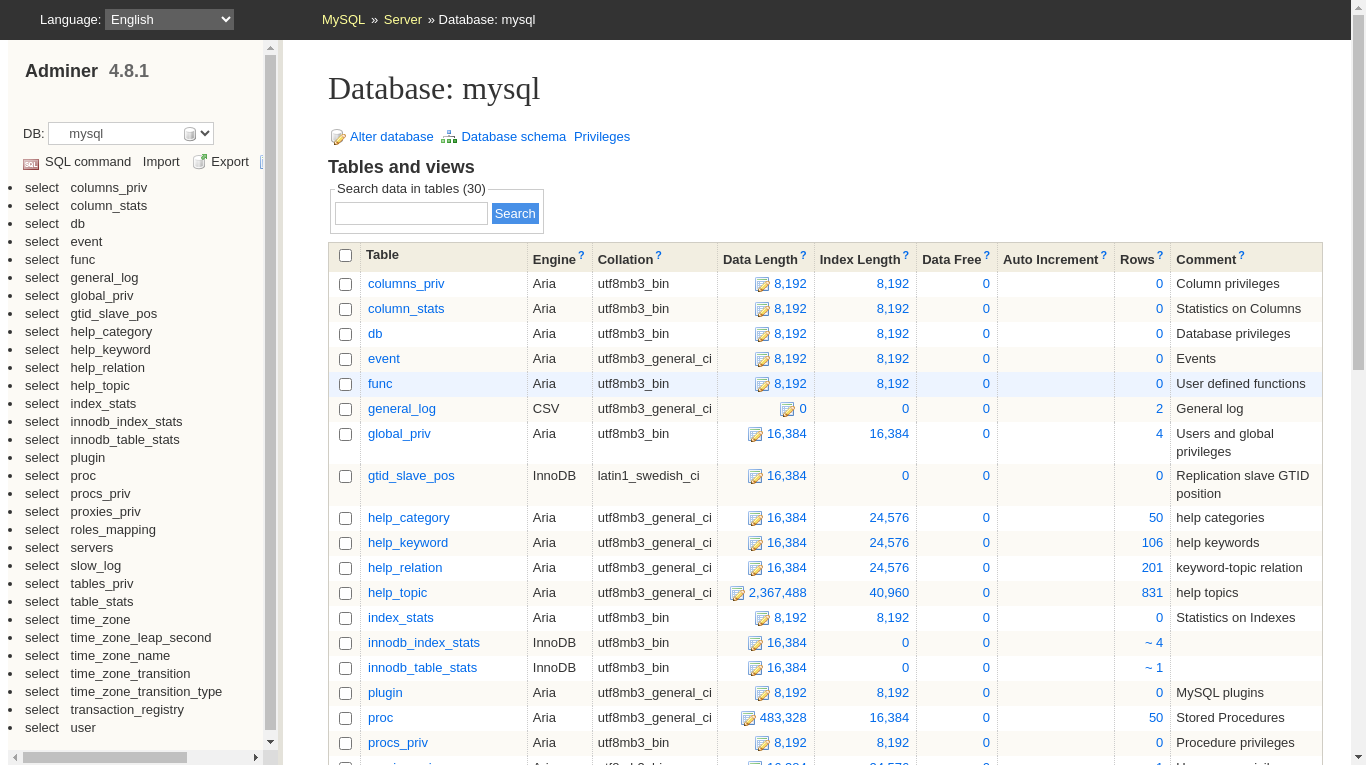 Language: English
MySQL » Server » Database: mysql
Adminer 4.8.1
DB: mysql
SQL SQL command Import Export
select columns_priv
select column_stats
select db
select event
select func
select general_log
select global_priv
select gtid_slave_pos
select help_category
select help_keyword
select help_relation
select help_topic
select index_stats
select innodb_index_stats
select innodb_table_stats
select plugin
select proc
select procs_priv
select proxies_priv
select roles_mapping
select servers
select slow_log
select tables_priv
select table_stats
select time_zone
select time_zone_leap_second
select time_zone_name
select time_zone_transition
select time_zone_transition_type
select transaction_registry
select user
Database: mysql
Alter database Database schema Privileges
Tables and views
Search data in tables (30)
Search
Table Engine? Collation? Data Length? Index Length? Data Free? Auto Increment? Rows? Comment?
columns_priv Aria utf8mb3_bin 8,192 8,192 0 0 Column privileges
column_stats Aria utf8mb3_bin 8,192 8,192 0 0 Statistics on Columns
db Aria utf8mb3_bin 8,192 8,192 0 0 Database privileges
event Aria utf8mb3_general_ci 8,192 8,192 0 0 Events
func Aria utf8mb3_bin 8,192 8,192 0 0 User defined functions
general_log CSV utf8mb3_general_ci 0 0 0 2 General log
global_priv Aria utf8mb3_bin 16,384 16,384 0 4 Users and global
privileges
gtid_slave_pos InnoDB latin1_swedish_ci 16,384 0 0 0 Replication slave GTID
position
help_category Aria utf8mb3_general_ci 16,384 24,576 0 50 help categories
help_keyword Aria utf8mb3_general_ci 16,384 24,576 0 106 help keywords
help_relation Aria utf8mb3_general_ci 16,384 24,576 0 201 keyword-topic relation
help_topic Aria utf8mb3_general_ci 2,367,488 40,960 0 831 help topics
index_stats Aria utf8mb3_bin 8,192 8,192 0 0 Statistics on Indexes
innodb_index_stats InnoDB utf8mb3_bin 16,384 0 0 ~ 4
innodb_table_stats InnoDB utf8mb3_bin 16,384 0 0 ~ 1
plugin Aria utf8mb3_general_ci 8,192 8,192 0 0 MySQL plugins
proc Aria utf8mb3_general_ci 483,328 16,384 0 50 Stored Procedures
procs_priv Aria utf8mb3_bin 8,192 8,192 0 0 Procedure privileges